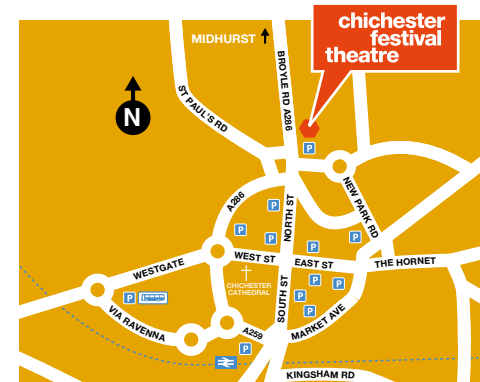 chichester
festival
theatre
MIDHURST
BROYLE RD A286
ST PAUL'S RD
N
P
A286
NORTH ST
NEW PARK RD
P
P
P
P
P
WEST ST
EAST ST
THE HORNET
WESTGATE
CHICHESTER
CATHEDRAL
SOUTH ST
P
P
P
P
P
VIA RAVENNA
A259
MARKET AVE
P
KINGSHAM RD